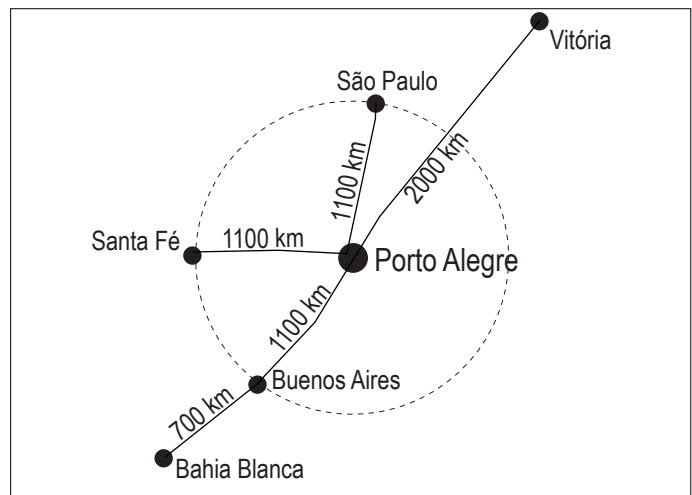 Vitória
São Paulo
2000 km
1100 km
Santa Fé
1100 km
Porto Alegre
1100 km
Buenos Aires
700 km
Bahia Blanca